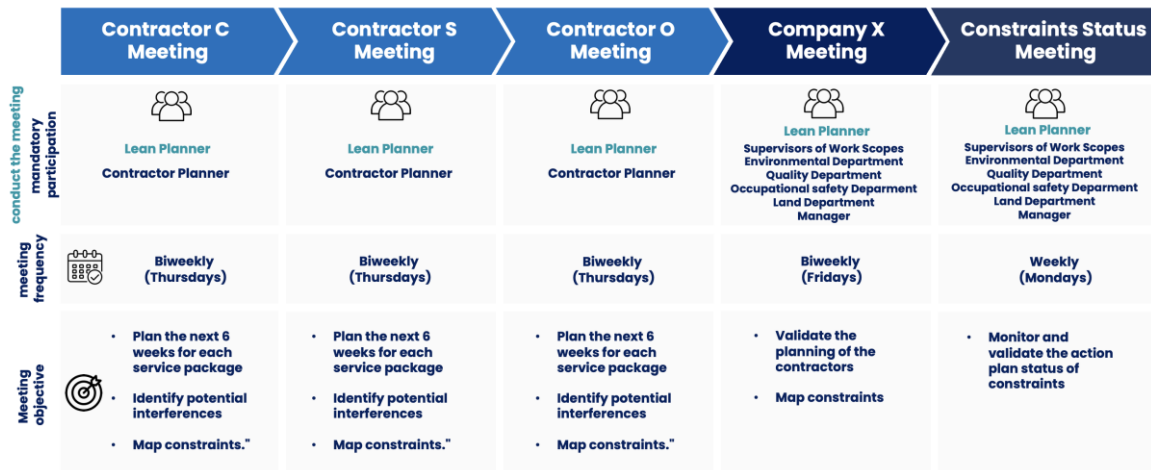 Contractor C
Meeting
Contractor S
Meeting
Contractor O
Meeting
Company X
Meeting
Constraints Status
Meeting
conduct the meeting
mandatory
participation
Lean Planner
Contractor Planner
Lean Planner
Contractor Planner
Lean Planner
Contractor Planner
Lean Planner
Supervisors of Work Scopes
Environmental Department
Quality Department
Occupational safety Deparment
Land Department
Manager
Lean Planner
Supervisors of Work Scopes
Environmental Department
Quality Department
Occupational safety Deparment
Land Department
Manager
meeting
frequency
Biweekly
(Thursdays)
Biweekly
(Thursdays)
Biweekly
(Thursdays)
Biweekly
(Fridays)
Weekly
(Mondays)
Meeting
objective
• Plan the next 6
weeks for each
service package
• Identify potential
interferences
• Map constraints."
• Plan the next 6
weeks for each
service package
• Identify potential
interferences
• Map constraints."
• Plan the next 6
weeks for each
service package
• Identify potential
interferences
• Map constraints."
• Validate the
planning of the
contractors
• Map constraints
• Monitor and
validate the action
plan status of
constraints